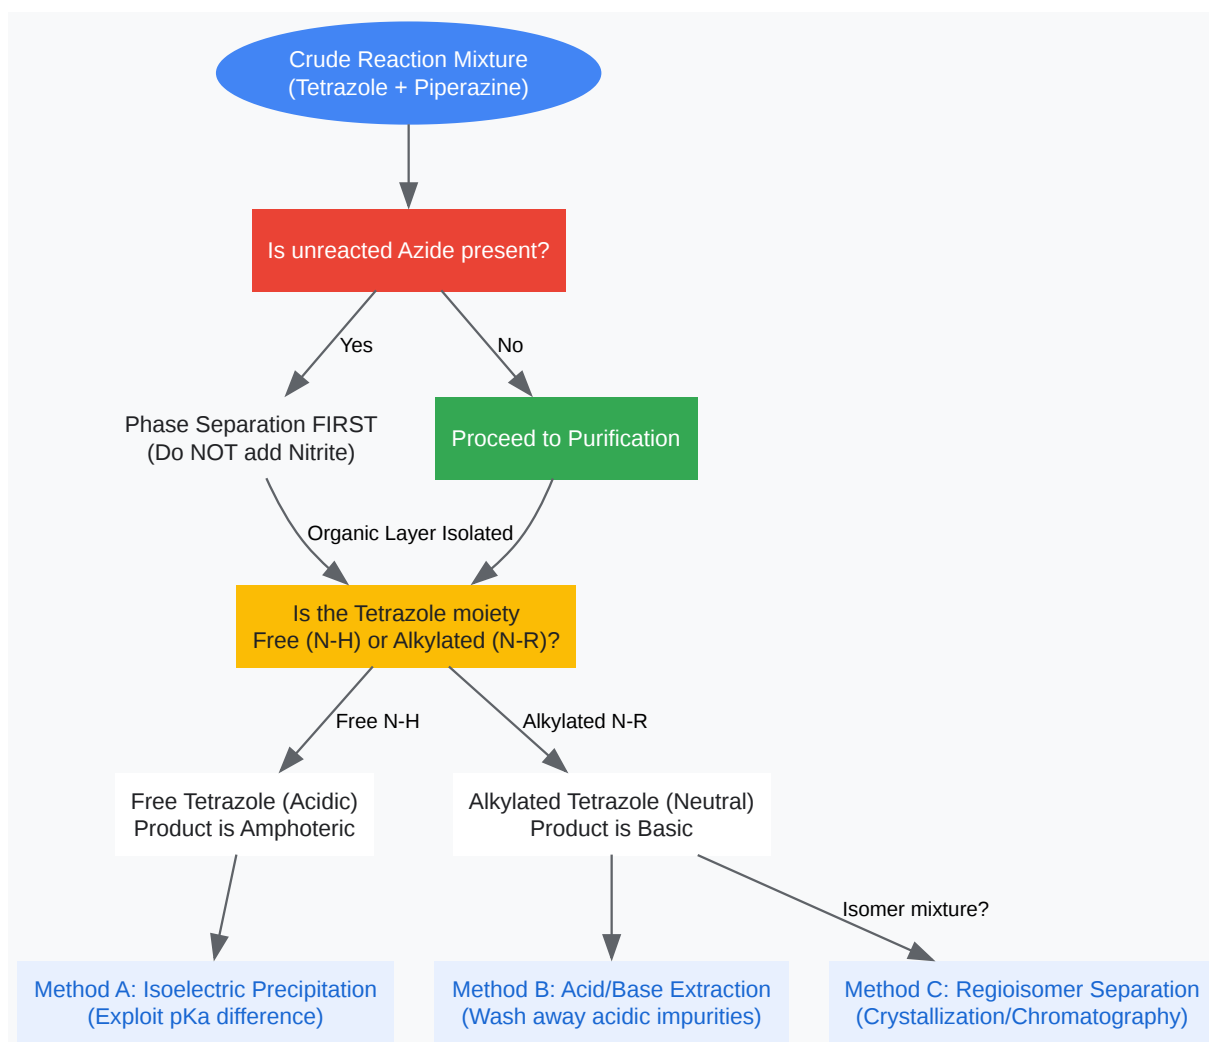 Crude Reaction Mixture
(Tetrazole + Piperazine)
Is unreacted Azide present?
Yes
No
Phase Separation FIRST
(Do NOT add Nitrite)
Proceed to Purification
Organic Layer Isolated
Is the Tetrazole moiety
Free (N-H) or Alkylated (N-R)?
Free N-H
Alkylated N-R
Free Tetrazole (Acidic)
Product is Amphoteric
Alkylated Tetrazole (Neutral)
Product is Basic
Isomer mixture?
Method A: Isoelectric Precipitation
(Exploit pKa difference)
Method B: Acid/Base Extraction
(Wash away acidic impurities)
Method C: Regioisomer Separation
(Crystallization/Chromatography)